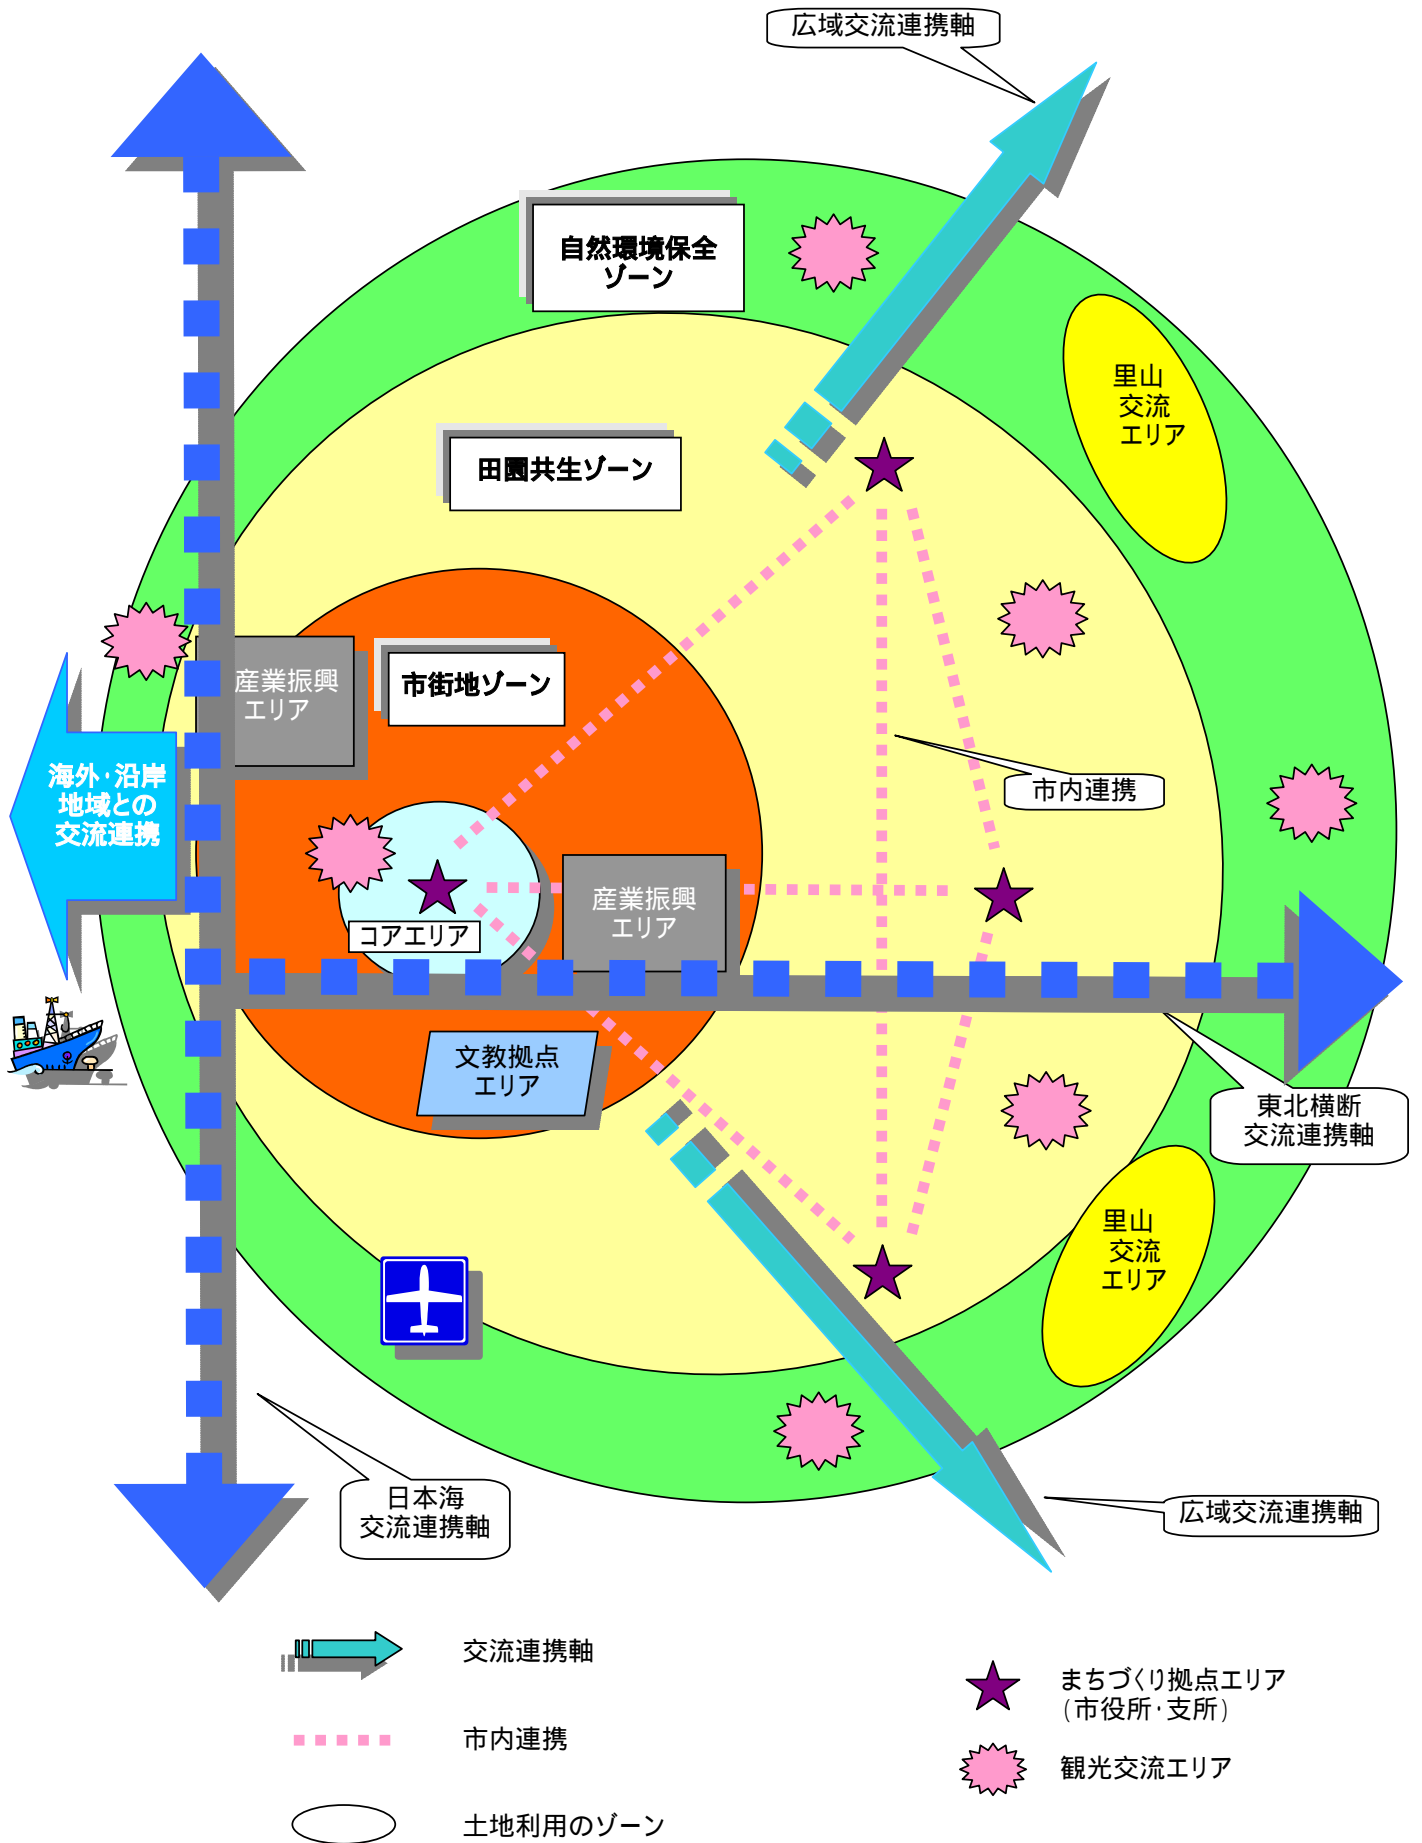 広域交流連携軸
自然環境保全
ゾーン
里山
交流
エリア
田園共生ゾーン
産業振興
エリア
市街地ゾーン
海外・沿岸
地域との
交流連携
市内連携
産業振興
エリア
コアエリア
文教拠点
エリア
東北横断
交流連携軸
里山
交流
エリア
日本海
交流連携軸
広域交流連携軸
交流連携軸
まちづくり拠点エリア
(市役所・支所)
市内連携
観光交流エリア
土地利用のゾーン